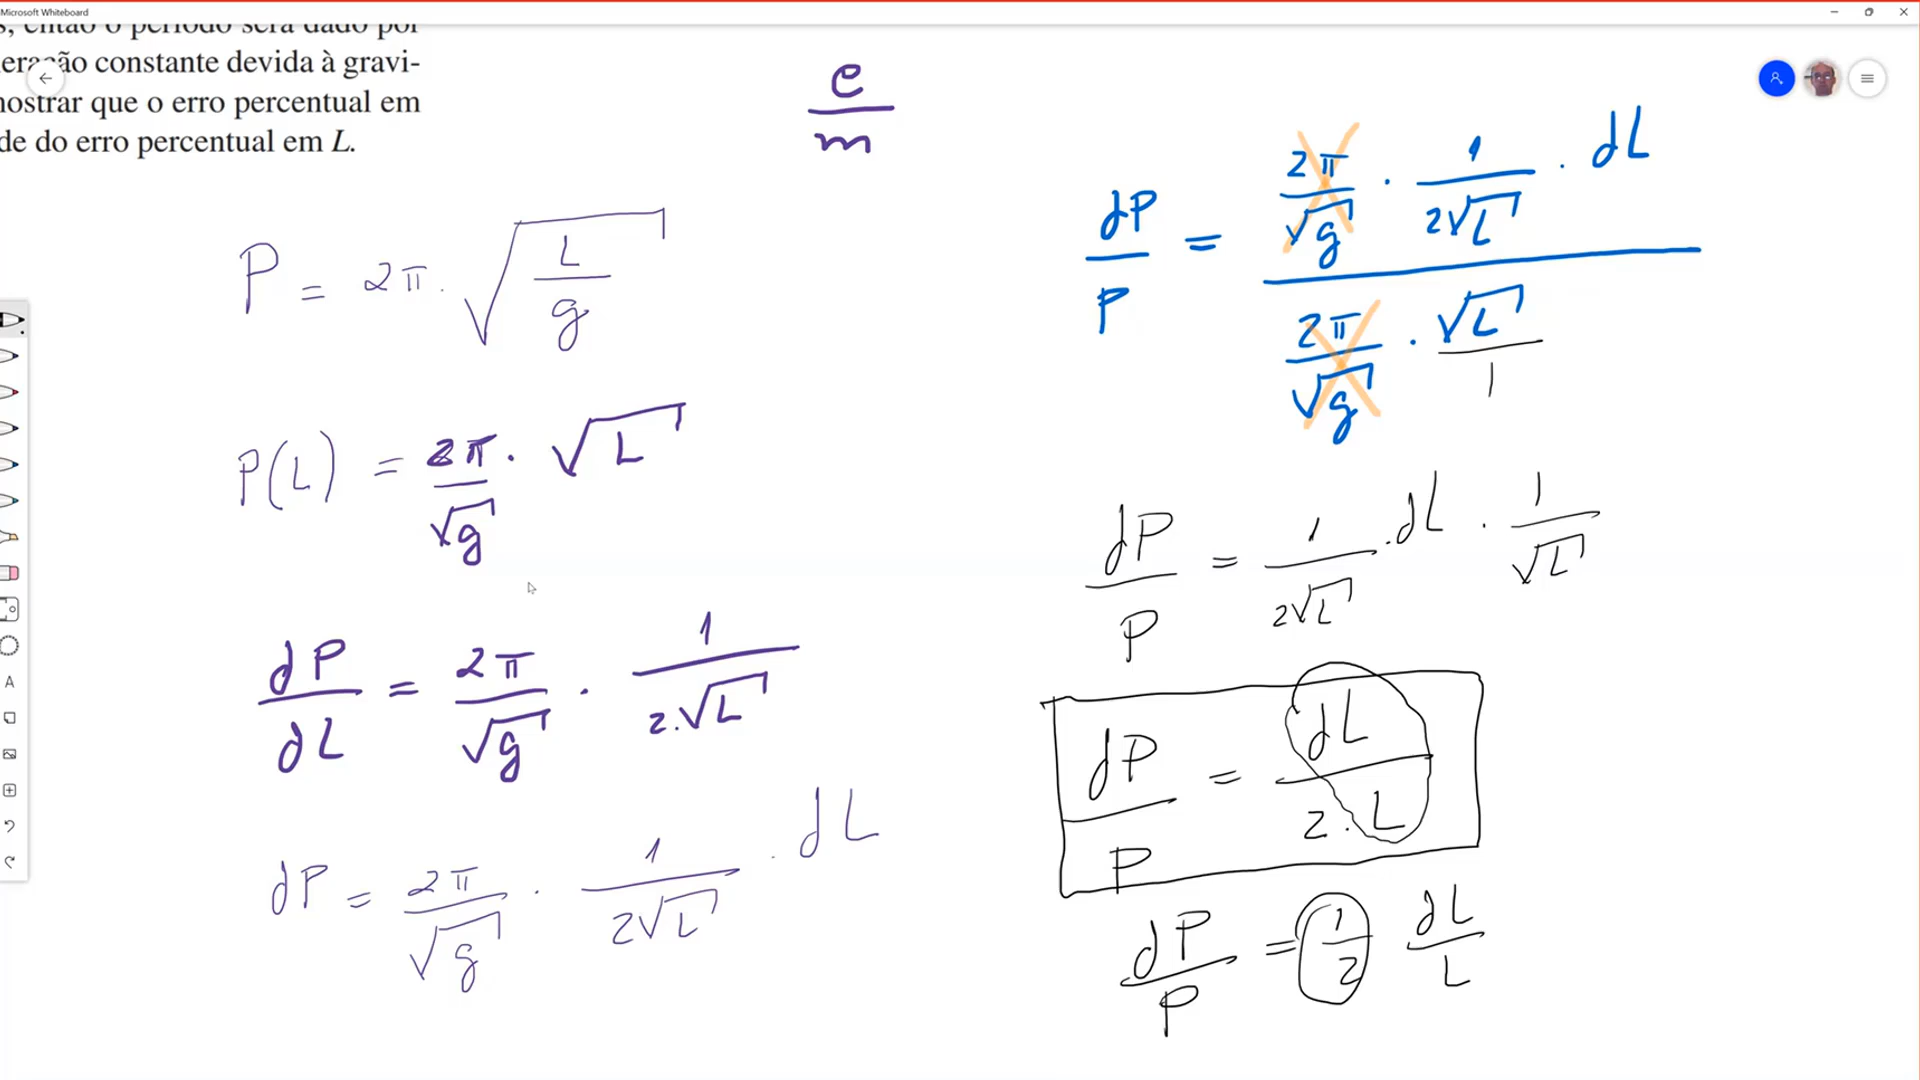 Microsoft Whiteboard
s, então o período será dado por
eração constante devida à gravi-
nostrar que o erro percentual em
de do erro percentual em L.
e/m
P = 2π · √(L/g)
P(L) = 2π/√g · √L
dP/dL = 2π/√g · 1/(2.√L)
dP = 2π/√g · 1/(2√L) · dL
dP/P = (2π/√g · 1/(2√L) · dL)/(2π/√g · √L/1)
dP/P = 1/(2√L) · dL · 1/√L
dP/P = dL/(2 · L)
dP/P = 1/2 dL/L